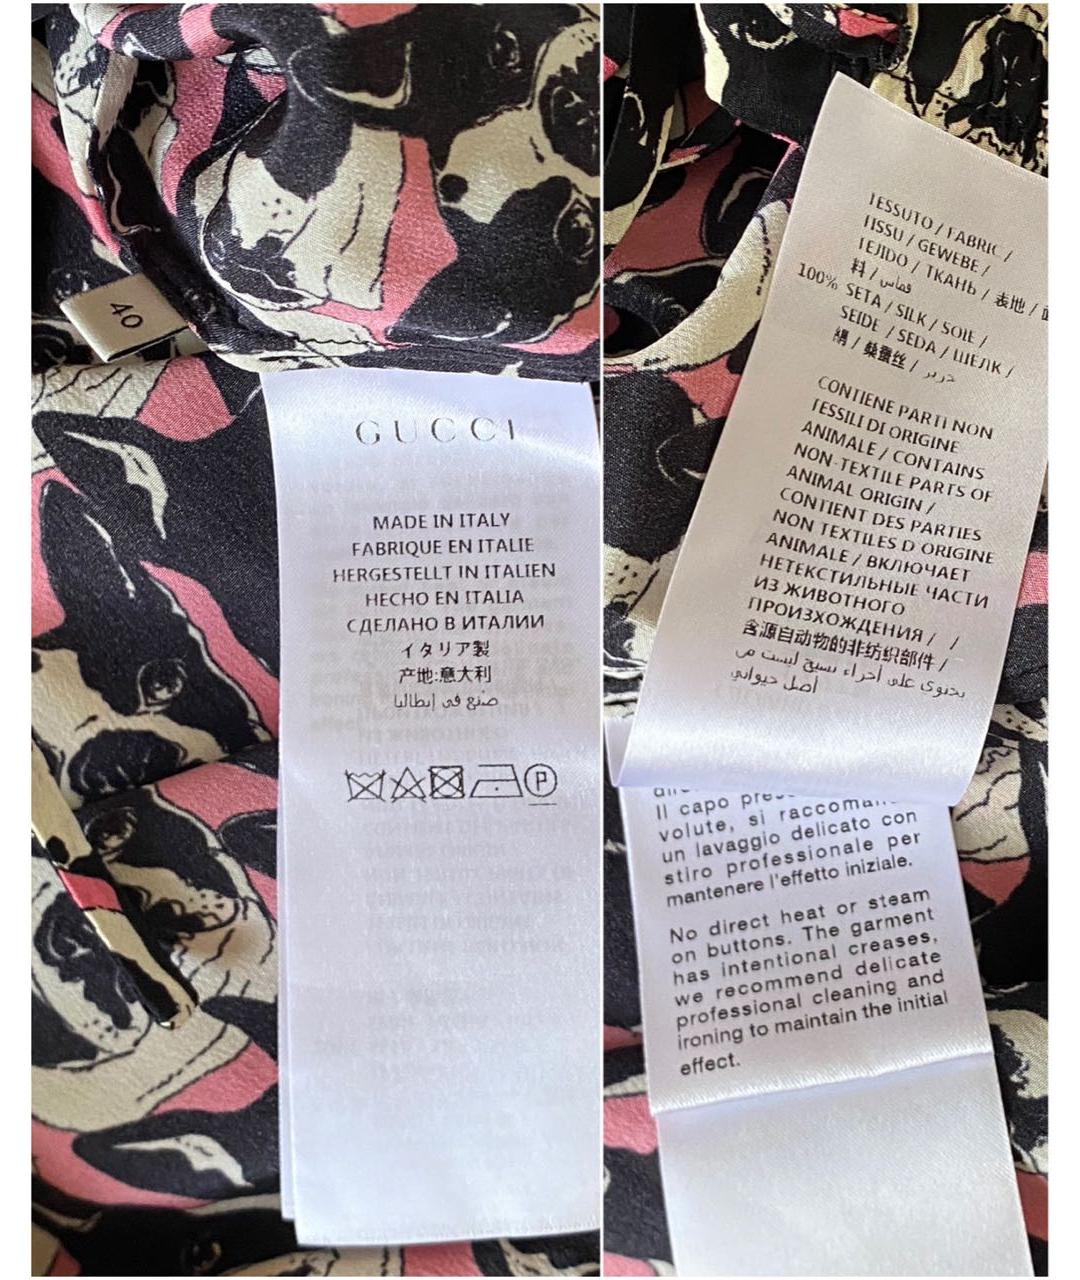 40
GUCCI
MADE IN ITALY
FABRIQUE EN ITALIE
HERGESTELLT IN ITALIEN
HECHO EN ITALIA
СДЕЛАНО В ИТАЛИИ
イタリア製
产地:意大利
صنع في إيطاليا
P
TESSUTO / FABRIC /
TISSU / GEWEBE /
TEJIDO / ТКАНЬ / 表地 / 面
料 / قماش
100% SETA / SILK / SOIE /
SEIDE / SEDA / ШЕЛК /
絹 / 桑蚕丝 / حرير
CONTIENE PARTI NON
TESSILI DI ORIGINE
ANIMALE / CONTAINS
NON-TEXTILE PARTS OF
ANIMAL ORIGIN /
CONTIENT DES PARTIES
NON TEXTILES D'ORIGINE
ANIMALE / ВКЛЮЧАЕТ
НЕТЕКСТИЛЬНЫЕ ЧАСТИ
ИЗ ЖИВОТНОГО
ПРОИЗХОЖДЕНИЯ / /
含源自动物的非纺织部件 /
يحتوي على أجزاء نسيج ليست من
أصل حيواني
Il capo
volute, si
un lavaggio delicato con
stiro professionale per
mantenere l'effetto iniziale.
No direct heat or steam
on buttons. The garment
has intentional creases,
we recommend delicate
professional cleaning and
ironing to maintain the initial
effect.